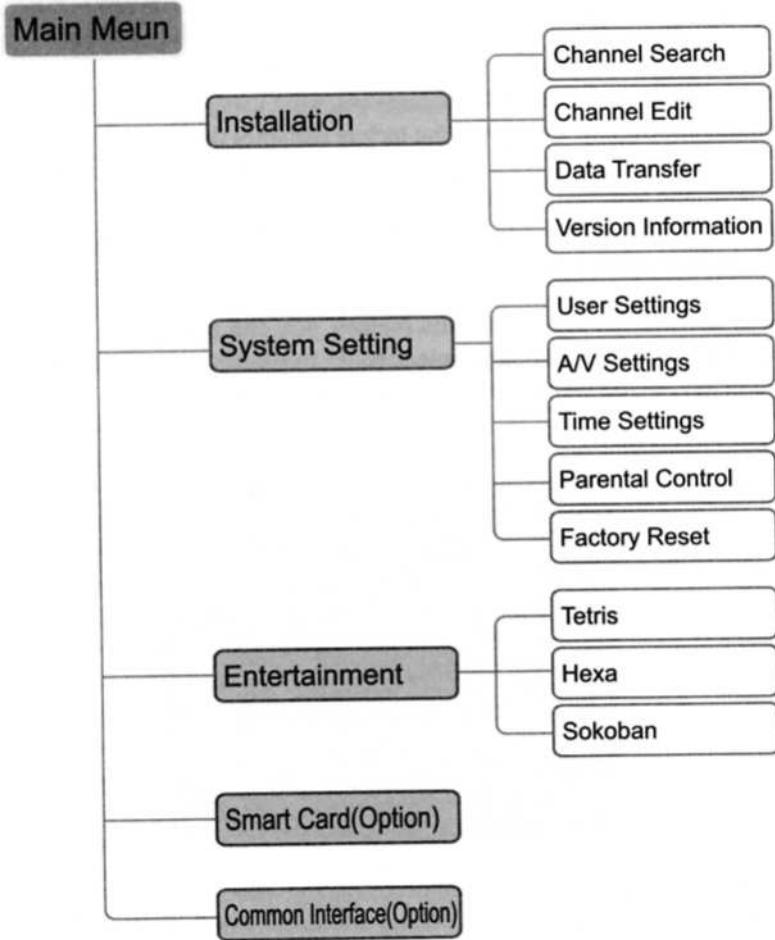 Main Meun
Installation
Channel Search
Channel Edit
Data Transfer
Version Information
System Setting
User Settings
A/V Settings
Time Settings
Parental Control
Factory Reset
Entertainment
Tetris
Hexa
Sokoban
Smart Card(Option)
Common Interface(Option)